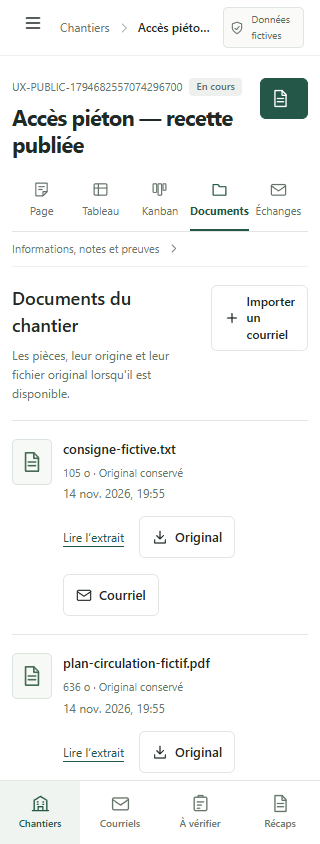 Chantiers > Accès piéto...
Données
fictives
UX-PUBLIC-1794682557074296700 En cours
Accès piéton — recette
publiée
Page Tableau Kanban Documents Échanges
Informations, notes et preuves
Documents du
chantier
Importer
un
courriel
Les pièces, leur origine et leur
fichier original lorsqu'il est
disponible.
consigne-fictive.txt
105 o · Original conservé
14 nov. 2026, 19:55
Lire l'extrait Original
Courriel
plan-circulation-fictif.pdf
636 o · Original conservé
14 nov. 2026, 19:55
Lire l'extrait Original
Chantiers Courriels À vérifier Récaps